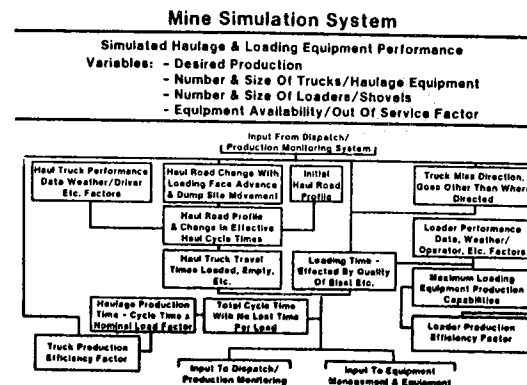 Mine Simulation System
Simulated Haulage & Loading Equipment Performance
Variables: - Desired Production
- Number & Size Of Trucks/Haulage Equipment
- Number & Size Of Loaders/Shovels
- Equipment Availability/Out Of Service Factor
Input From Dispatch/
Production Monitoring System
Haul Truck Performance
Data Weather/Driver
Etc. Factors
Haul Road Change With
Loading Face Advance
& Dump Site Movement
Initial
Haul Road
Profile
Truck Miss Direction,
Goes Other Than Where
Directed
Haul Road Profile
& Change In Effective
Haul Cycle Times
Loader Performance
Data, Weather/
Operator, Etc. Factors
Haul Truck Travel
Times Loaded, Empty,
Etc.
Loading Time -
Effected By Quality
Of Blast Etc.
Maximum Loading
Equipment Production
Capabilities
Haulage Production
Time - Cycle Time x
Nominal Load Factor
Total Cycle Time
With No Lost Time
Per Load
Loader Production
Efficiency Factor
Truck Production
Efficiency Factor
Input To Dispatch/
Production Monitoring
Input To Equipment
Management & Equipment